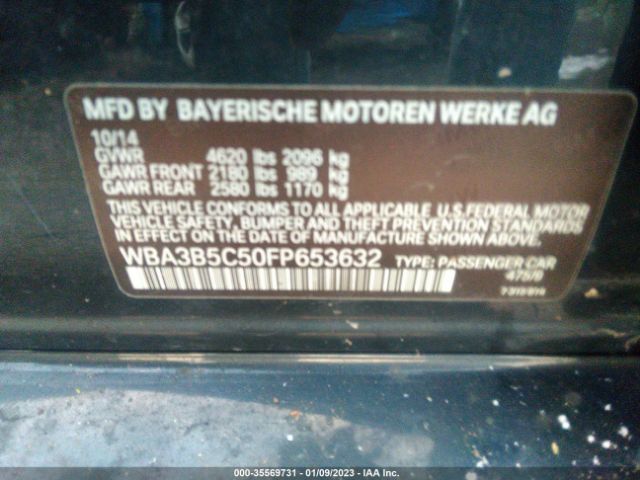 MFD BY BAYERISCHE MOTOREN WERKE AG
10/14
GVWR 4620 lbs 2096 kg
GAWR FRONT 2180 lbs 989 kg
GAWR REAR 2580 lbs 1170 kg
THIS VEHICLE CONFORMS TO ALL APPLICABLE U.S. FEDERAL MOTOR
VEHICLE SAFETY, BUMPER AND THEFT PREVENTION STANDARDS
IN EFFECT ON THE DATE OF MANUFACTURE SHOWN ABOVE.
WBA3B5C50FP653632 TYPE: PASSENGER CAR
475/9
000-35569731 - 01/09/2023 - IAA Inc.